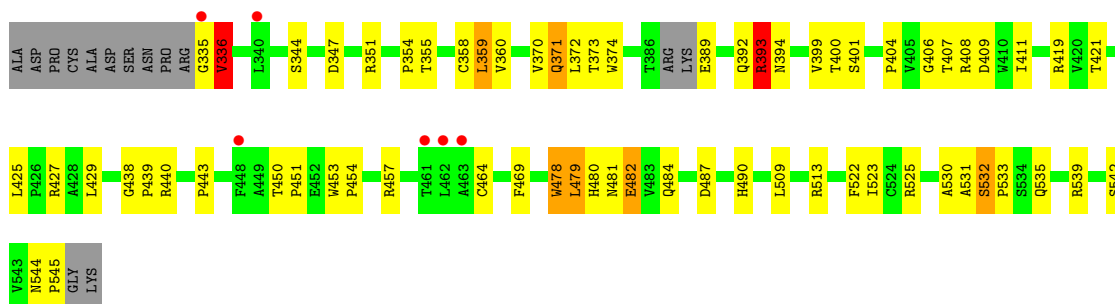 ALA ASP PRO CYS ALA ASP SER ASN PRO ARG G335 V336 L340 S344 D347 R351 P354 T355 C358 L359 V360 V370 Q371 L372 T373 W374 T386 ARG LYS E389 Q392 R393 N394 V399 T400 S401 P404 V405 G406 T407 R408 D409 W410 I411 R419 V420 T421
L425 P426 R427 A428 L429 G438 P439 R440 P443 F448 A449 T450 P451 E452 W453 P454 R457 T461 L462 A463 C464 F469 W478 L479 H480 N481 E482 V483 Q484 D487 H490 L509 R513 F522 I523 C524 R525 A530 A531 S532 P533 S534 Q535 R539 S542
V543 N544 P545 GLY LYS